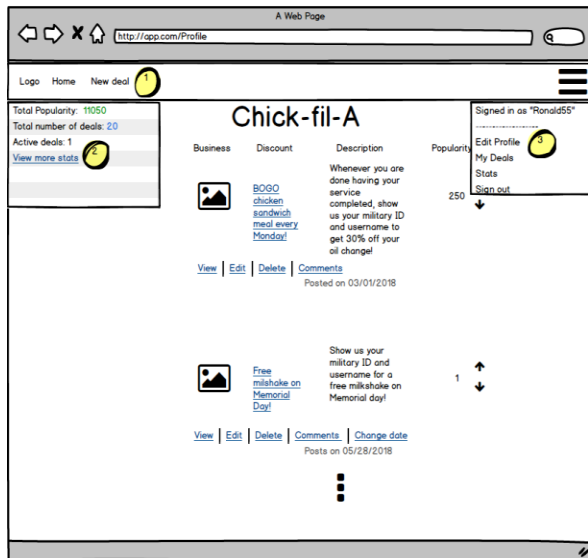 A Web Page
http://app.com/Profile
Logo Home New deal 1
Total Popularity: 11050
Total number of deals: 20
Active deals: 1
View more stats 2
Chick-fil-A
Signed in as "Ronald55"
--------------------
Edit Profile 3
My Deals
Stats
Sign out
Business Discount Description Popularity
BOGO
chicken
sandwich
meal every
Monday!
Whenever you are
done having your
service
completed, show
us your military ID
and username to
get 30% off your
oil change!
250
View Edit Delete Comments
Posted on 03/01/2018
Free
milshake on
Memorial
Day!
Show us your
military ID and
username for a
free milkshake on
Memorial day!
1
View Edit Delete Comments Change date
Posts on 05/28/2018